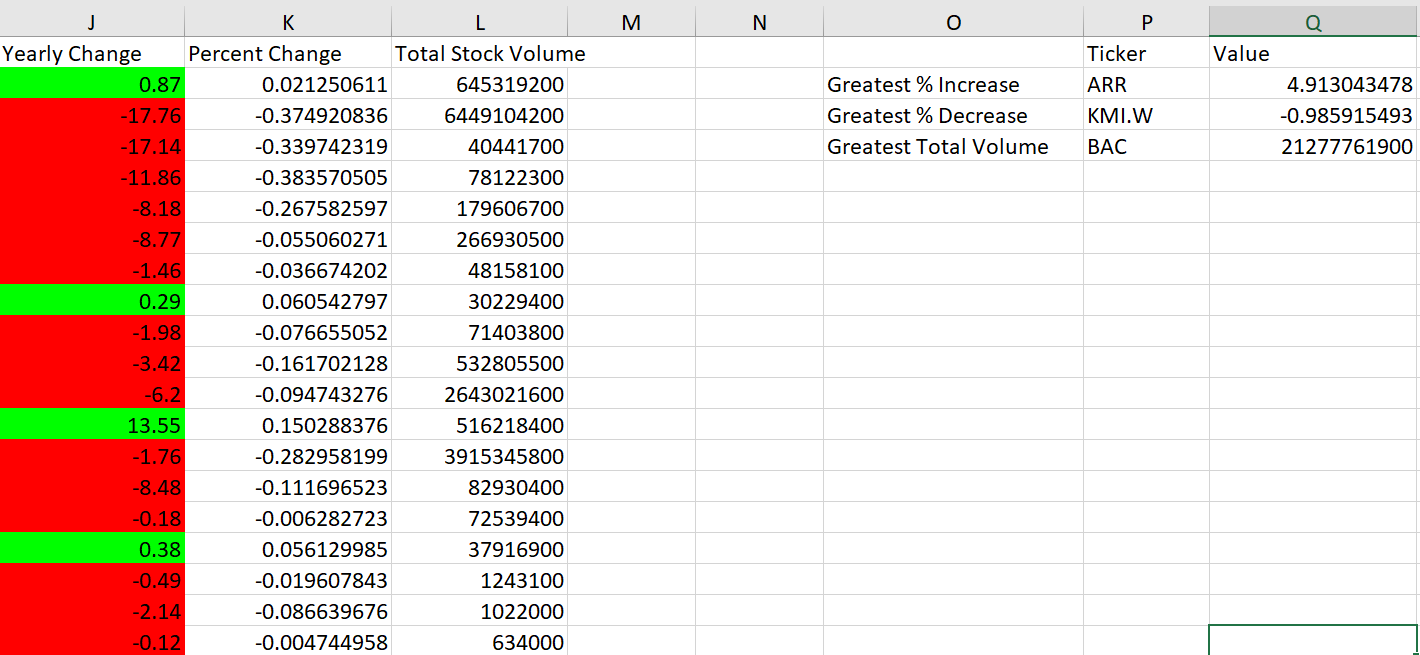 J K L M N O P Q
Yearly Change Percent Change Total Stock Volume Ticker Value
0.87 0.021250611 645319200 Greatest % Increase ARR 4.913043478
-17.76 -0.374920836 6449104200 Greatest % Decrease KMI.W -0.985915493
-17.14 -0.339742319 40441700 Greatest Total Volume BAC 21277761900
-11.86 -0.383570505 78122300
-8.18 -0.267582597 179606700
-8.77 -0.055060271 266930500
-1.46 -0.036674202 48158100
0.29 0.060542797 30229400
-1.98 -0.076655052 71403800
-3.42 -0.161702128 532805500
-6.2 -0.094743276 2643021600
13.55 0.150288376 516218400
-1.76 -0.282958199 3915345800
-8.48 -0.111696523 82930400
-0.18 -0.006282723 72539400
0.38 0.056129985 37916900
-0.49 -0.019607843 1243100
-2.14 -0.086639676 1022000
-0.12 -0.004744958 634000